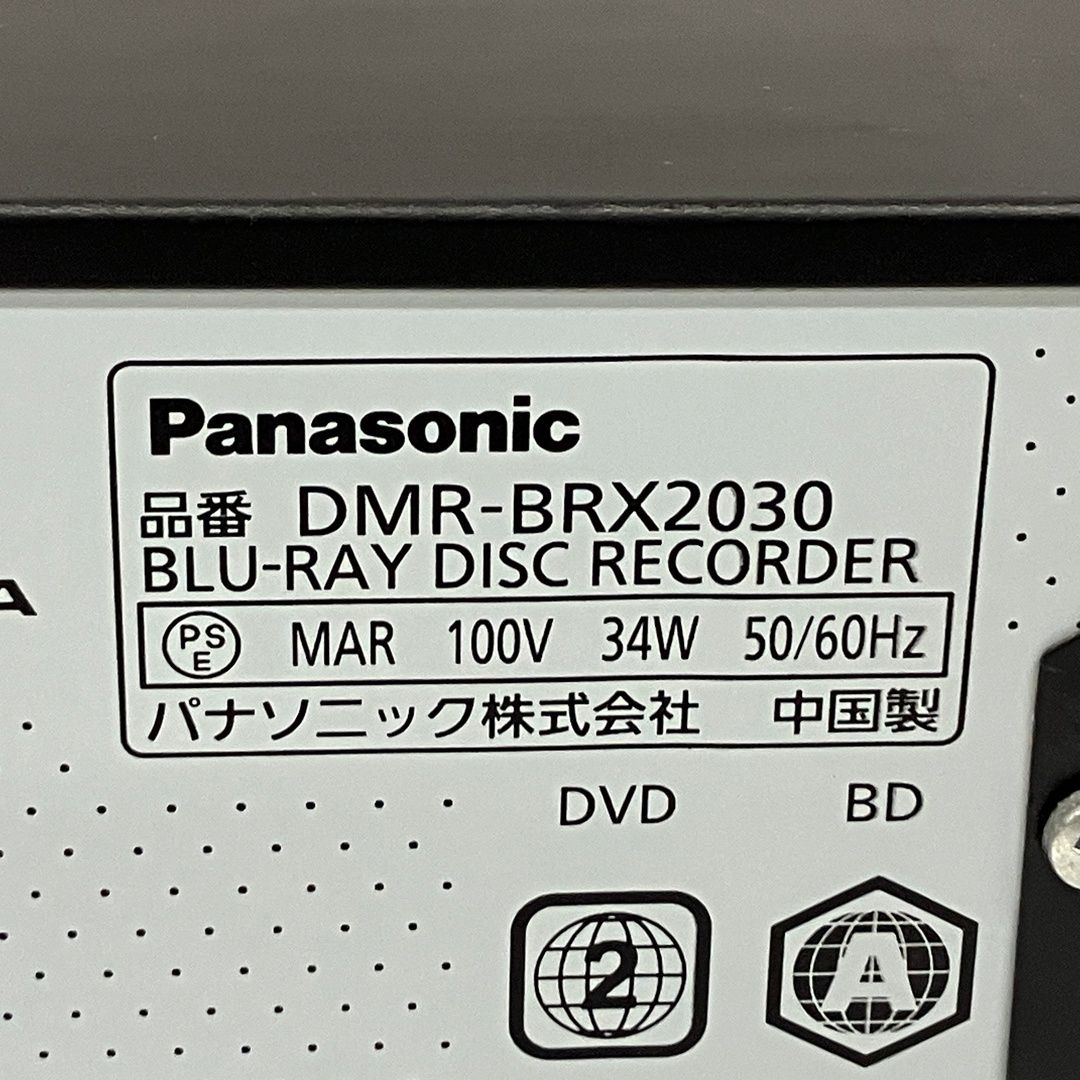 Panasonic
品番 DMR-BRX2030
BLU-RAY DISC RECORDER
PSE MAR 100V 34W 50/60Hz
パナソニック株式会社 中国製
A
DVD BD
2 A